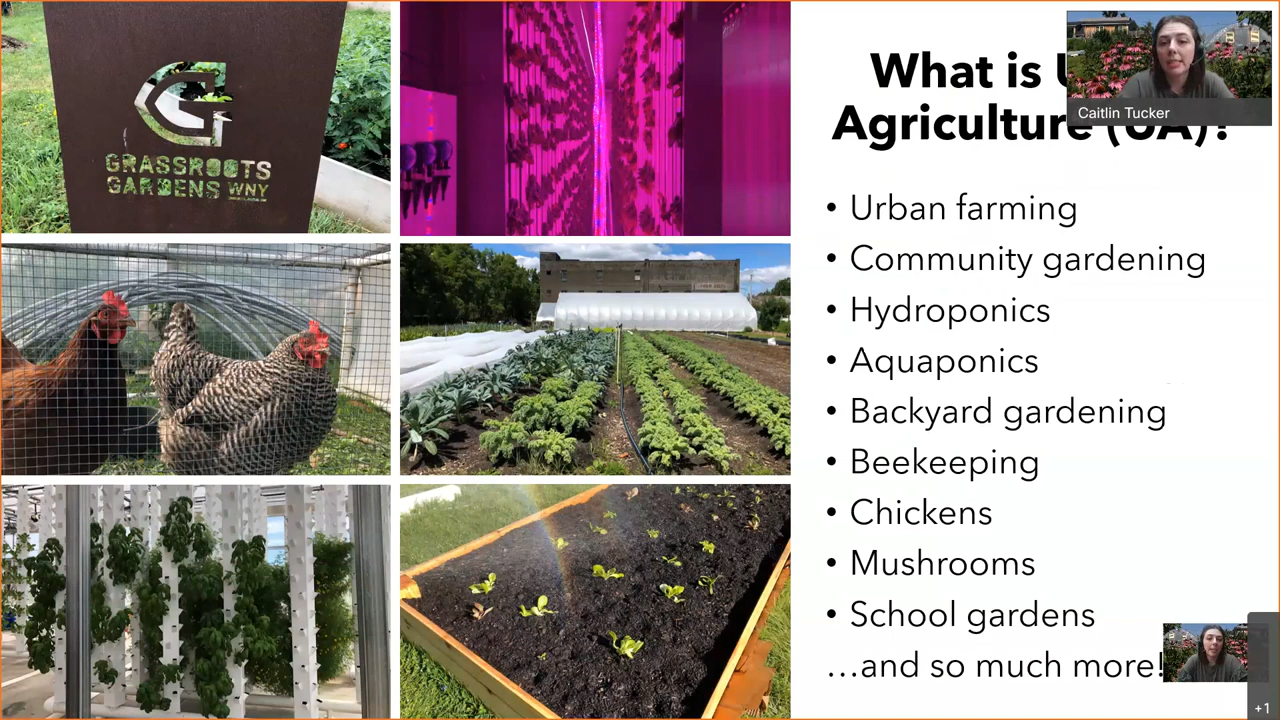 GRASSROOTS
GARDENS WNY
What is
Agriculture (UA)?
Caitlin Tucker
• Urban farming
• Community gardening
• Hydroponics
• Aquaponics
• Backyard gardening
• Beekeeping
• Chickens
• Mushrooms
• School gardens
...and so much more!
+1